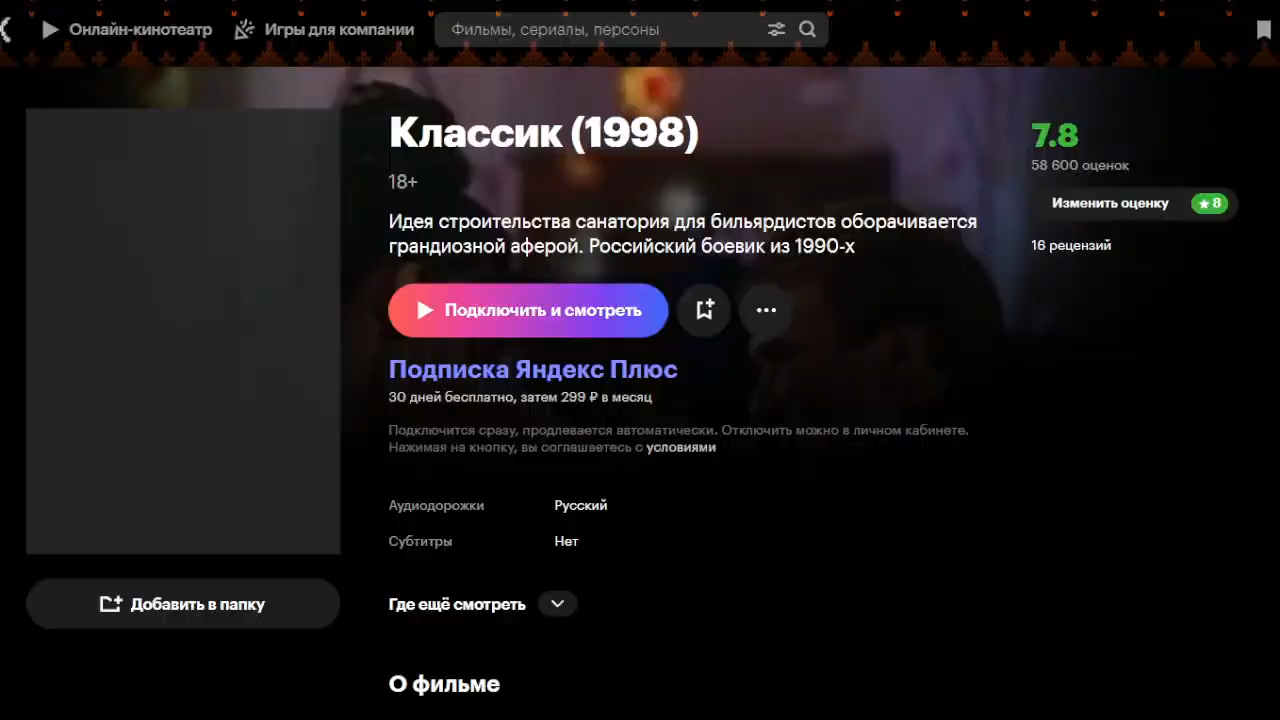 Онлайн-кинотеатр
Игры для компании
Фильмы, сериалы, персоны
Классик (1998)
18+
Идея строительства санатория для бильярдистов оборачивается
грандиозной аферой. Российский боевик из 1990-х
7.8
58 600 оценок
Изменить оценку
★ 8
16 рецензий
Подключить и смотреть
Подписка Яндекс Плюс
30 дней бесплатно, затем 299 ₽ в месяц
Подключится сразу, продлевается автоматически. Отключить можно в личном кабинете.
Нажимая на кнопку, вы соглашаетесь с условиями
Аудиодорожки Русский
Субтитры Нет
Добавить в папку
Где ещё смотреть
О фильме